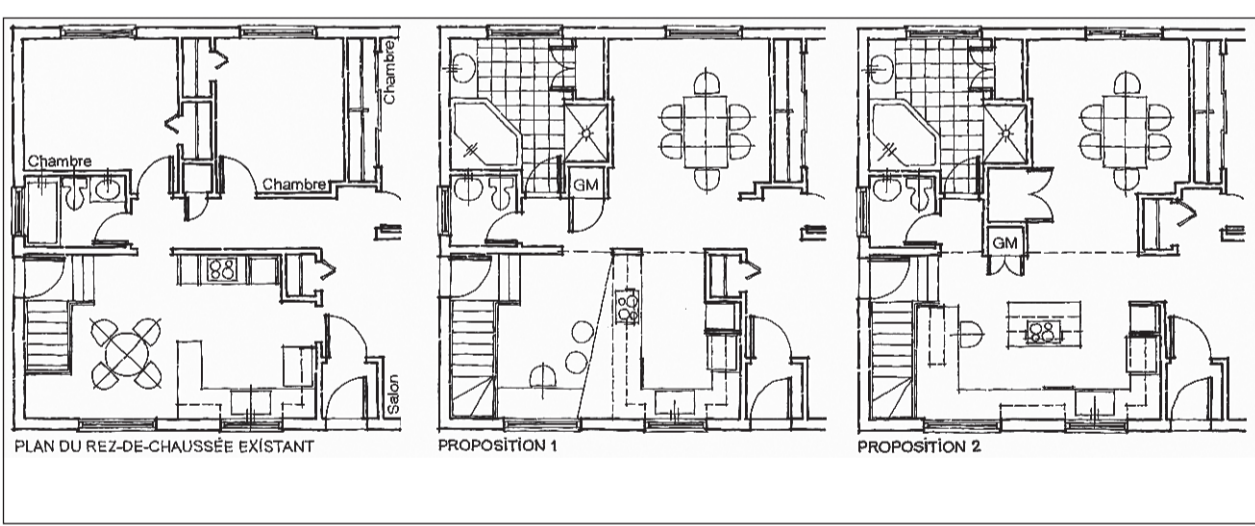 Chambre
Chambre
Chambre
Salon
PLAN DU REZ-DE-CHAUSSÉE EXISTANT
GM
PROPOSITION 1
GM
PROPOSITION 2